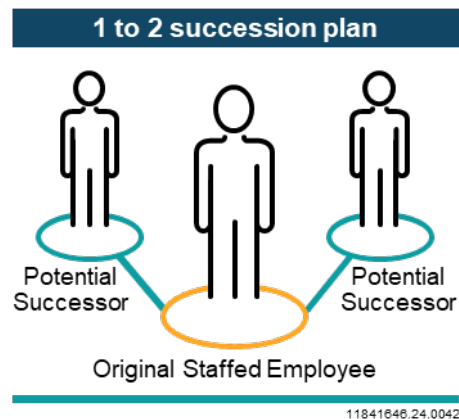 1 to 2 succession plan
Potential
Successor
Potential
Successor
Original Staffed Employee
11841646.24.0042